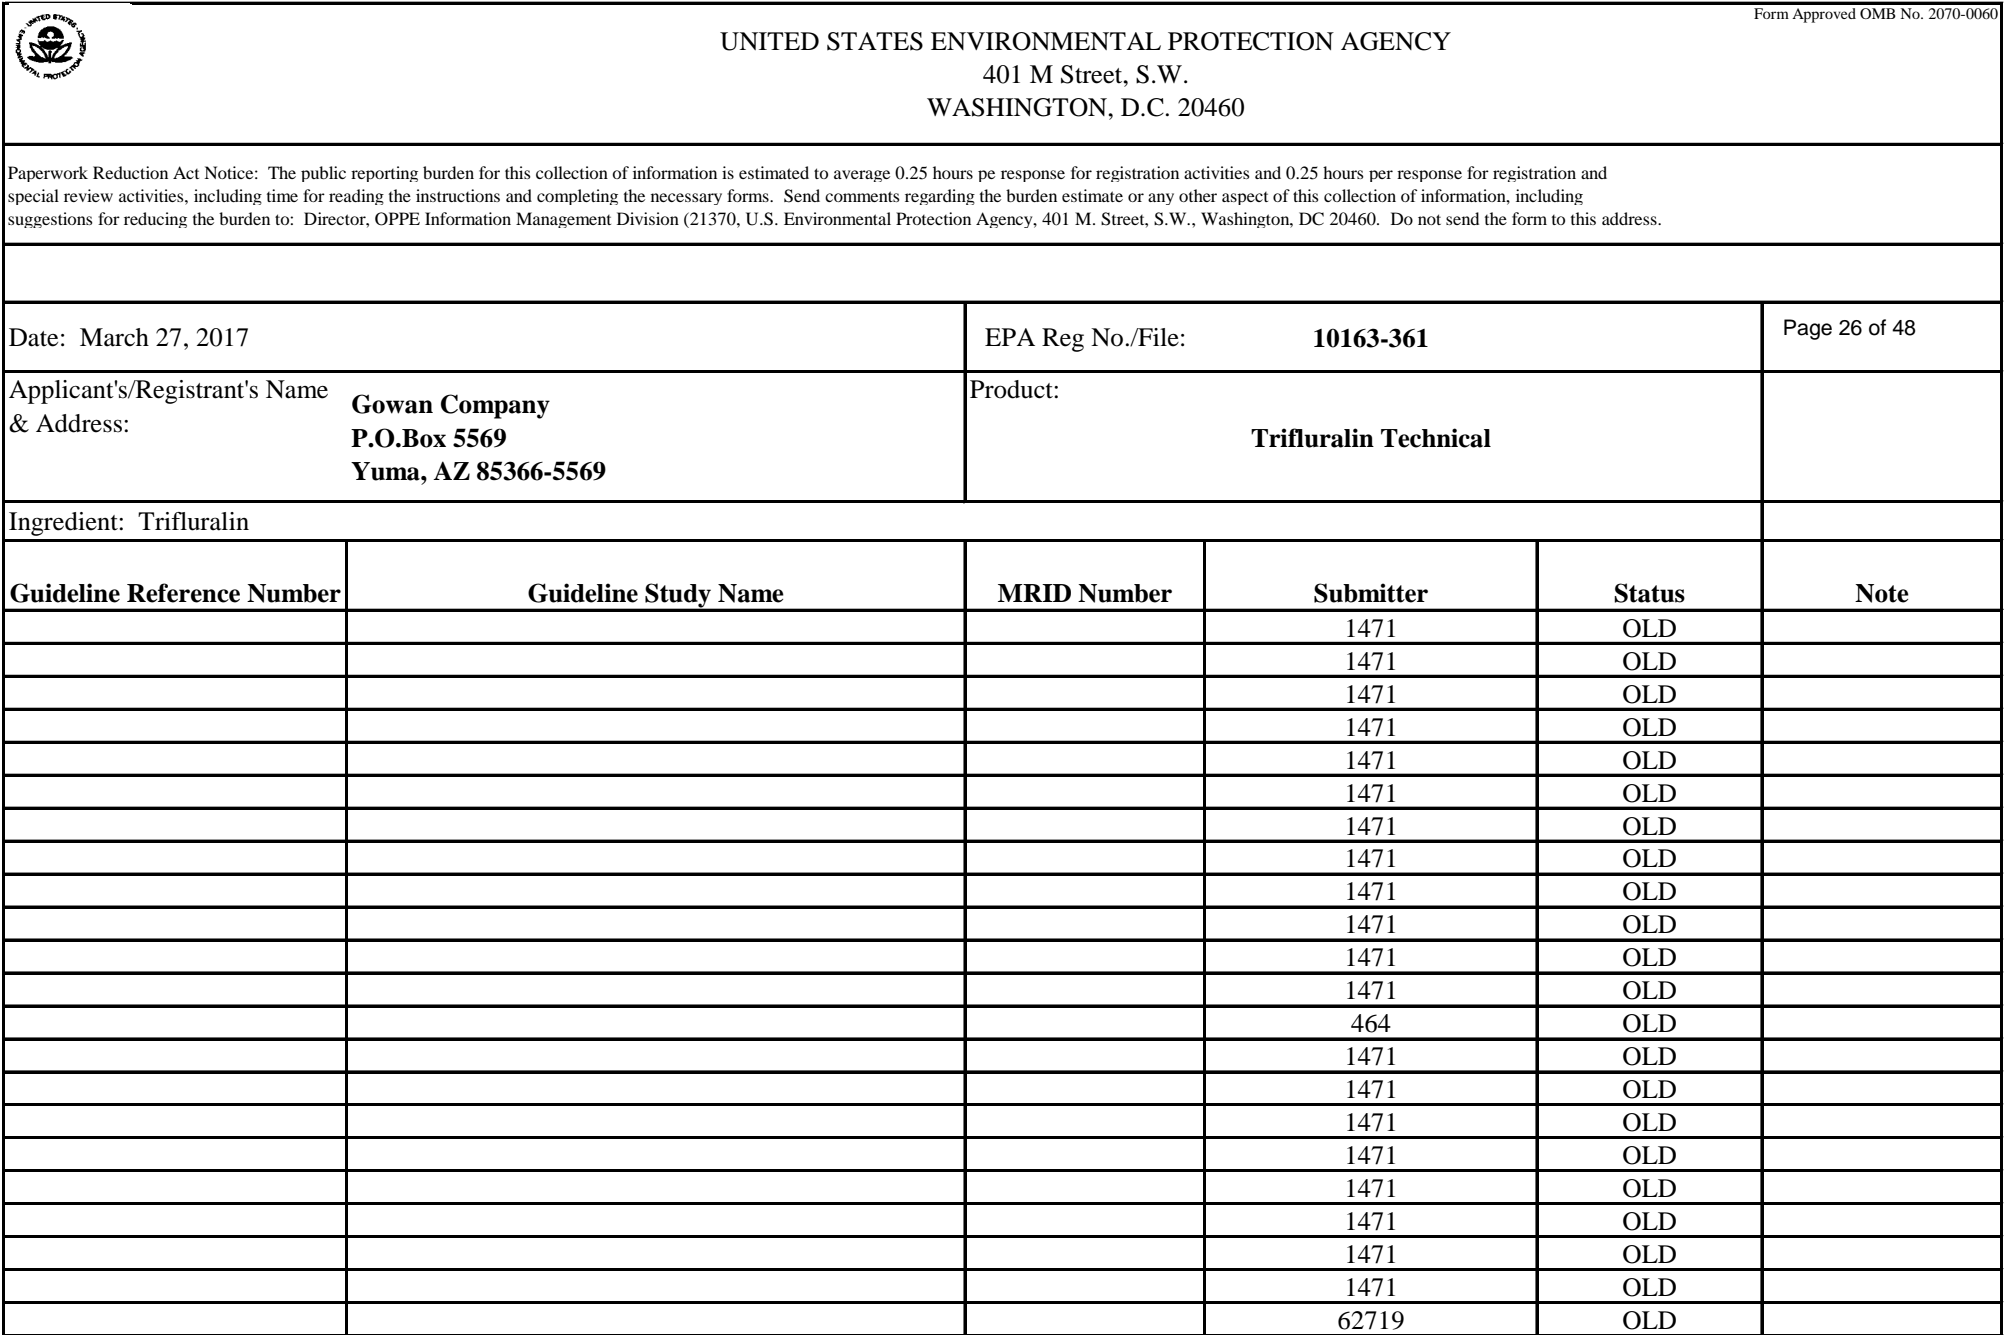 Form Approved OMB No. 2070-0060
UNITED STATES ENVIRONMENTAL PROTECTION AGENCY
401 M Street, S.W.
WASHINGTON, D.C. 20460
Paperwork Reduction Act Notice: The public reporting burden for this collection of information is estimated to average 0.25 hours pe response for registration activities and 0.25 hours per response for registration and
special review activities, including time for reading the instructions and completing the necessary forms. Send comments regarding the burden estimate or any other aspect of this collection of information, including
suggestions for reducing the burden to: Director, OPPE Information Management Division (21370, U.S. Environmental Protection Agency, 401 M. Street, S.W., Washington, DC 20460. Do not send the form to this address.
Date: March 27, 2017 EPA Reg No./File: 10163-361 Page 26 of 48
Applicant's/Registrant's Name
& Address:
Gowan Company
P.O.Box 5569
Yuma, AZ 85366-5569
Product:
Trifluralin Technical
Ingredient: Trifluralin
Guideline Reference Number Guideline Study Name MRID Number Submitter Status Note
1471 OLD
1471 OLD
1471 OLD
1471 OLD
1471 OLD
1471 OLD
1471 OLD
1471 OLD
1471 OLD
1471 OLD
1471 OLD
1471 OLD
464 OLD
1471 OLD
1471 OLD
1471 OLD
1471 OLD
1471 OLD
1471 OLD
1471 OLD
1471 OLD
62719 OLD